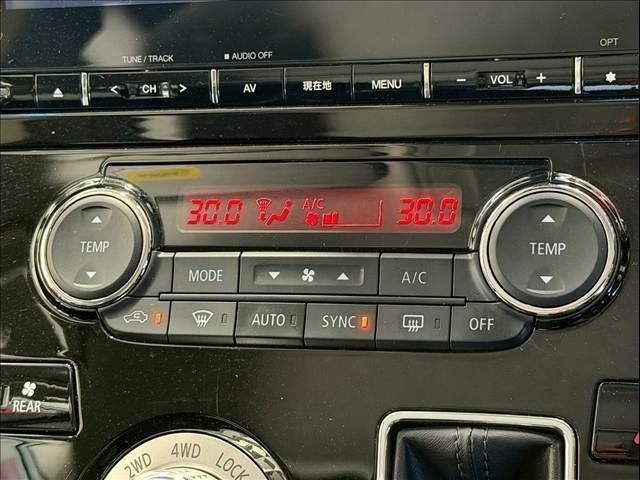 TUNE / TRACK
AUDIO OFF
OPT
CH
AV
現在地
MENU
VOL
30.0
A/C
30.0
TEMP
TEMP
MODE
A/C
AUTO
SYNC
OFF
REAR
2WD 4WD LOCK